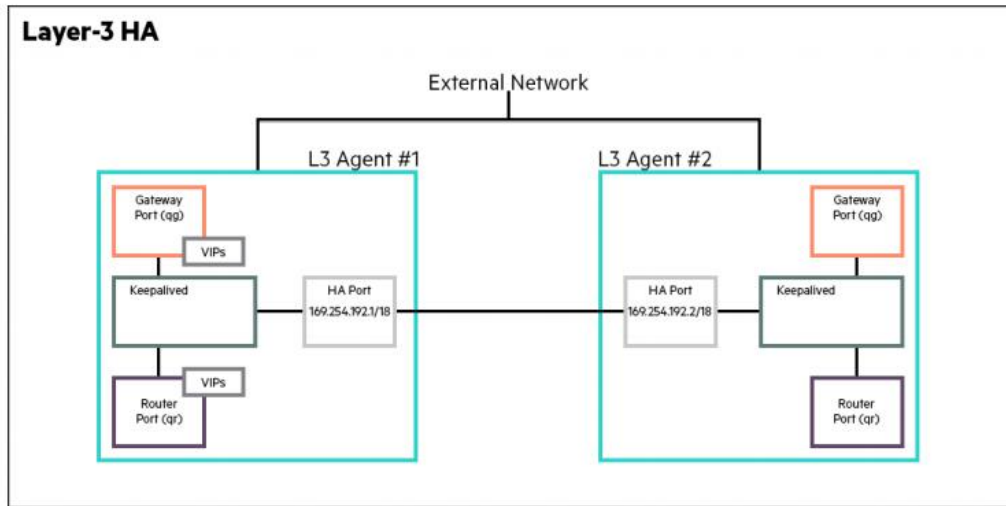 Layer-3 HA
External Network
L3 Agent #1
L3 Agent #2
Gateway
Port (qg)
VIPs
Keepalived
HA Port
169.254.192.1/18
VIPs
Router
Port (qr)
Gateway
Port (qg)
HA Port
169.254.192.2/18
Keepalived
Router
Port (qr)